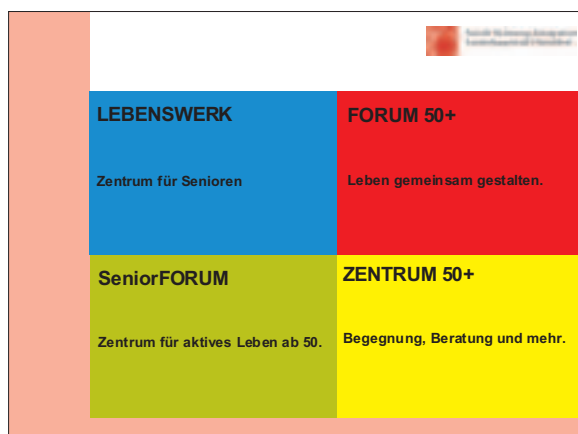 LEBENSWERK
FORUM 50+
Zentrum für Senioren
Leben gemeinsam gestalten.
SeniorFORUM
ZENTRUM 50+
Zentrum für aktives Leben ab 50.
Begegnung, Beratung und mehr.